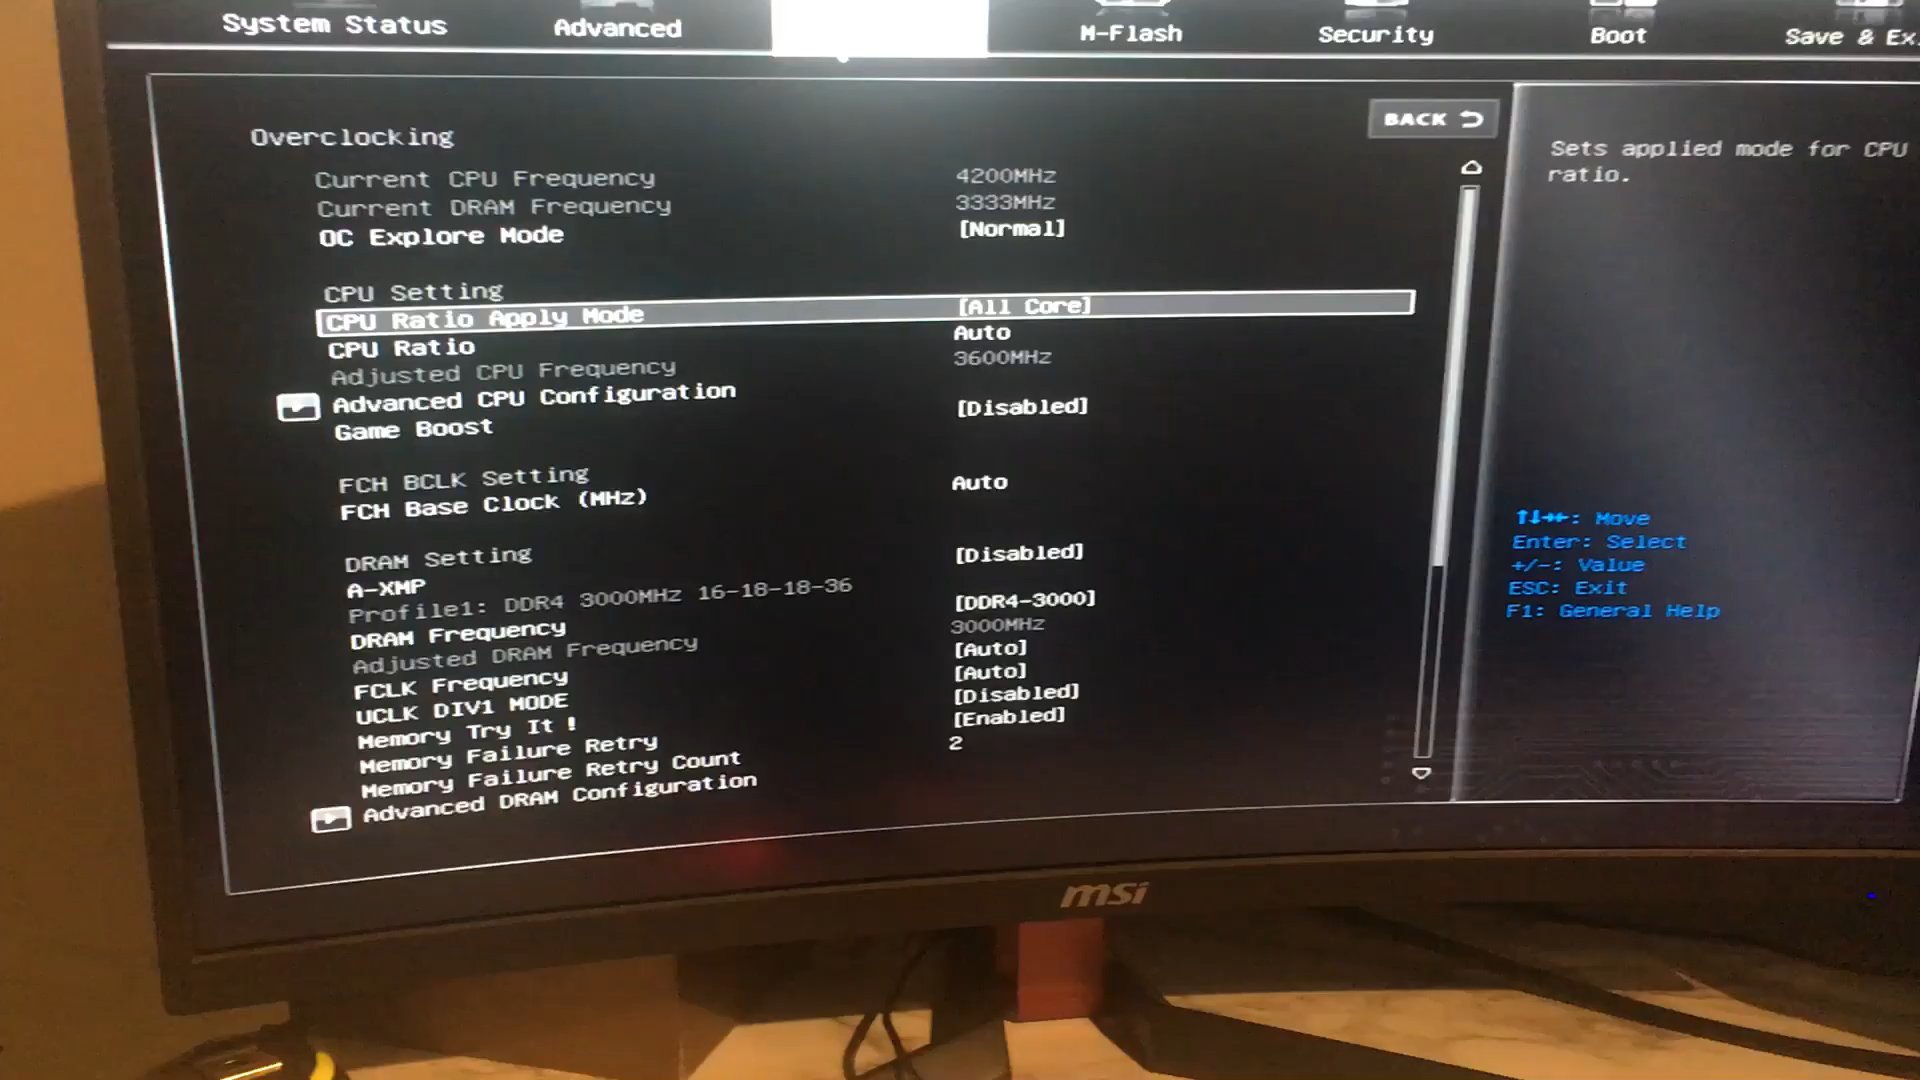 System Status Advanced M-Flash Security Boot Save & Ex
BACK
Overclocking
Current CPU Frequency 4200MHz
Current DRAM Frequency 3333MHz
OC Explore Mode [Normal]
CPU Setting
CPU Ratio Apply Mode [All Core]
CPU Ratio Auto
Adjusted CPU Frequency 3600MHz
Advanced CPU Configuration
Game Boost [Disabled]
FCH BCLK Setting
FCH Base Clock (MHz) Auto
DRAM Setting
A-XMP [Disabled]
Profile1: DDR4 3000MHz 16-18-18-36
DRAM Frequency [DDR4-3000]
Adjusted DRAM Frequency 3000MHz
FCLK Frequency [Auto]
UCLK DIV1 MODE [Auto]
Memory Try It ! [Disabled]
Memory Failure Retry [Enabled]
Memory Failure Retry Count 2
Advanced DRAM Configuration
Sets applied mode for CPU
ratio.
↑↓→←: Move
Enter: Select
+/-: Value
ESC: Exit
F1: General Help
msi